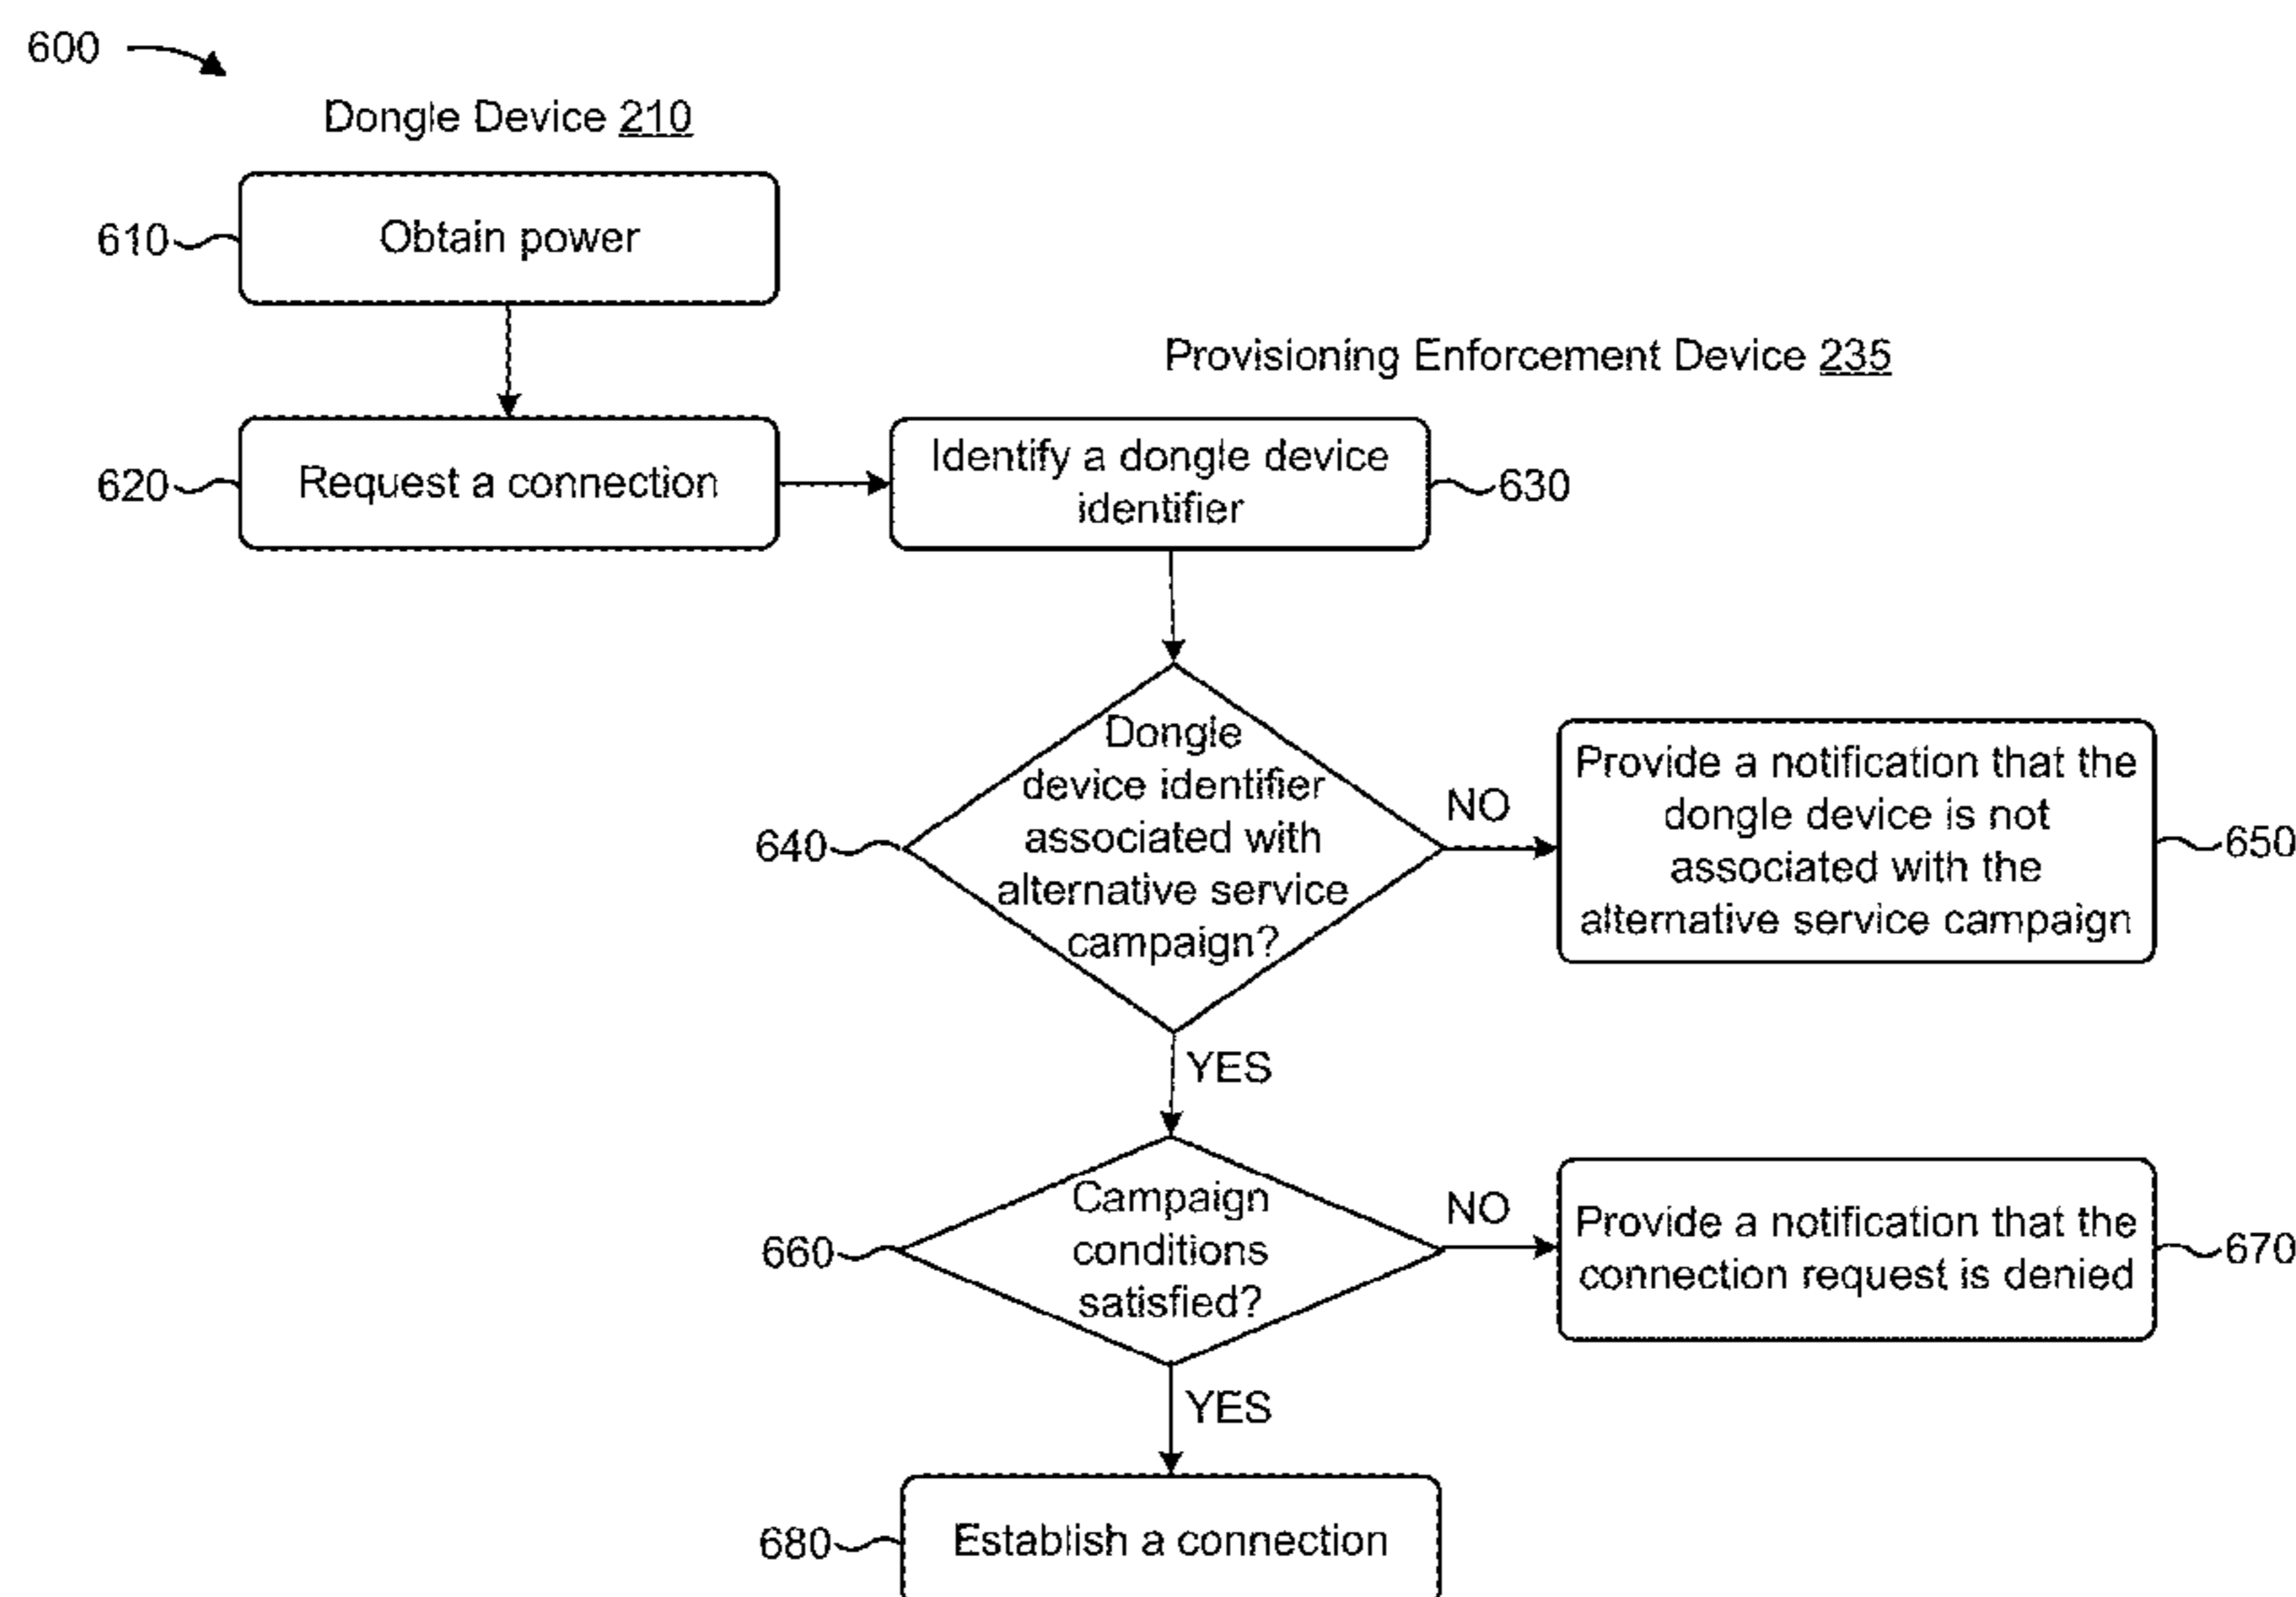 600
Dongle Device 210
610
Obtain power
Provisioning Enforcement Device 235
620
Request a connection
Identify a dongle device
identifier
630
Dongle
device identifier
associated with
alternative service
campaign?
640
NO
Provide a notification that the
dongle device is not
associated with the
alternative service campaign
650
YES
Campaign
conditions
satisfied?
660
NO
Provide a notification that the
connection request is denied
670
YES
680
Establish a connection